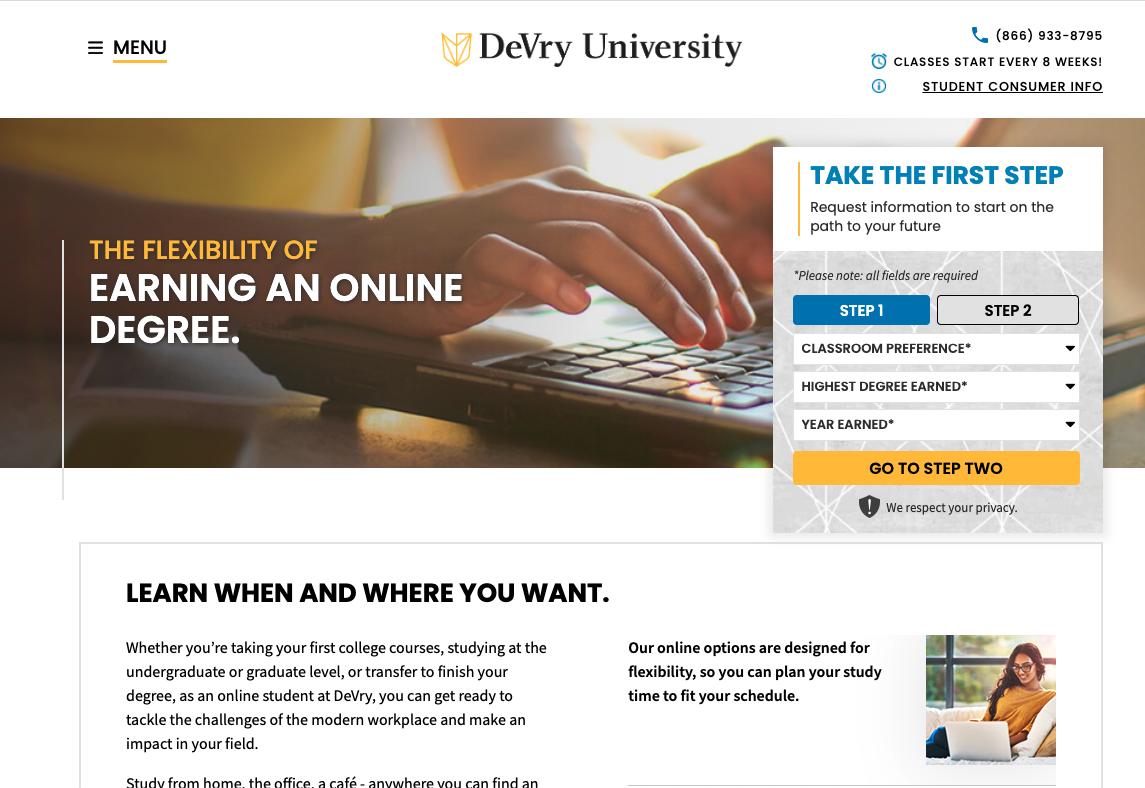 MENU
DeVry University
(866) 933-8795
CLASSES START EVERY 8 WEEKS!
STUDENT CONSUMER INFO
THE FLEXIBILITY OF
EARNING AN ONLINE
DEGREE.
TAKE THE FIRST STEP
Request information to start on the
path to your future
*Please note: all fields are required
STEP 1
STEP 2
CLASSROOM PREFERENCE*
HIGHEST DEGREE EARNED*
YEAR EARNED*
GO TO STEP TWO
We respect your privacy.
LEARN WHEN AND WHERE YOU WANT.
Whether you’re taking your first college courses, studying at the
undergraduate or graduate level, or transfer to finish your
degree, as an online student at DeVry, you can get ready to
tackle the challenges of the modern workplace and make an
impact in your field.
Study from home, the office, a café - anywhere you can find an
Our online options are designed for
flexibility, so you can plan your study
time to fit your schedule.